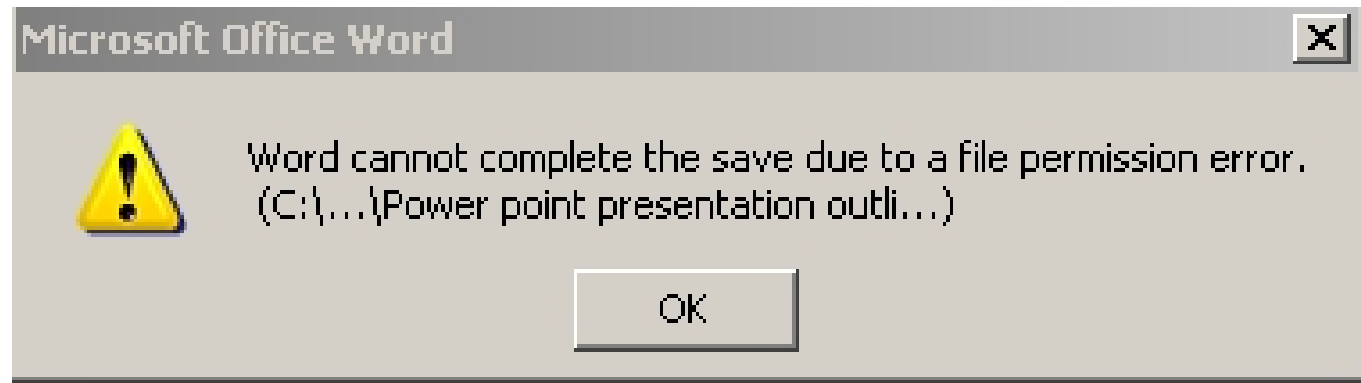 Microsoft Office Word
Word cannot complete the save due to a file permission error.
(C:\...\Power point presentation outli...)
OK